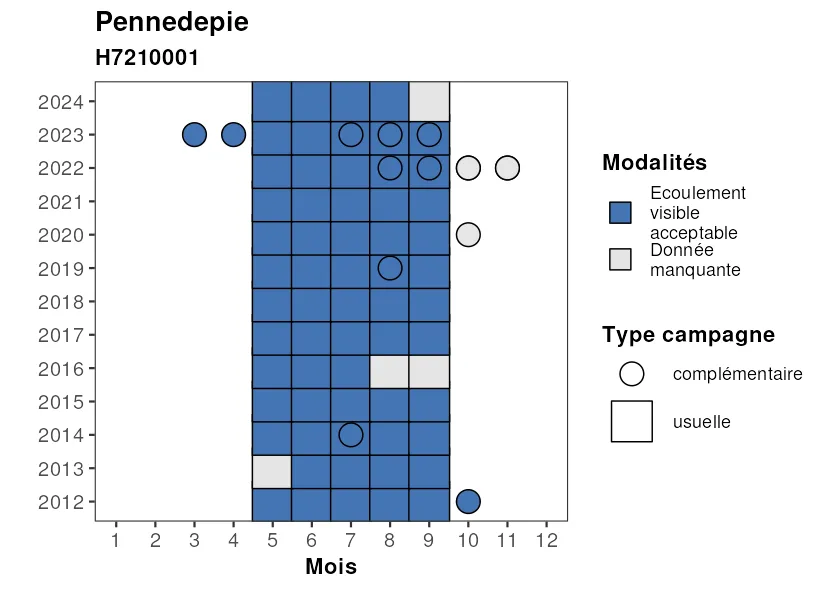 Pennedepie
H7210001
2024
2023
2022
2021
2020
2019
2018
2017
2016
2015
2014
2013
2012
1 2 3 4 5 6 7 8 9 10 11 12
Mois
Modalités
Ecoulement
visible
acceptable
Donnée
manquante
Type campagne
complémentaire
usuelle